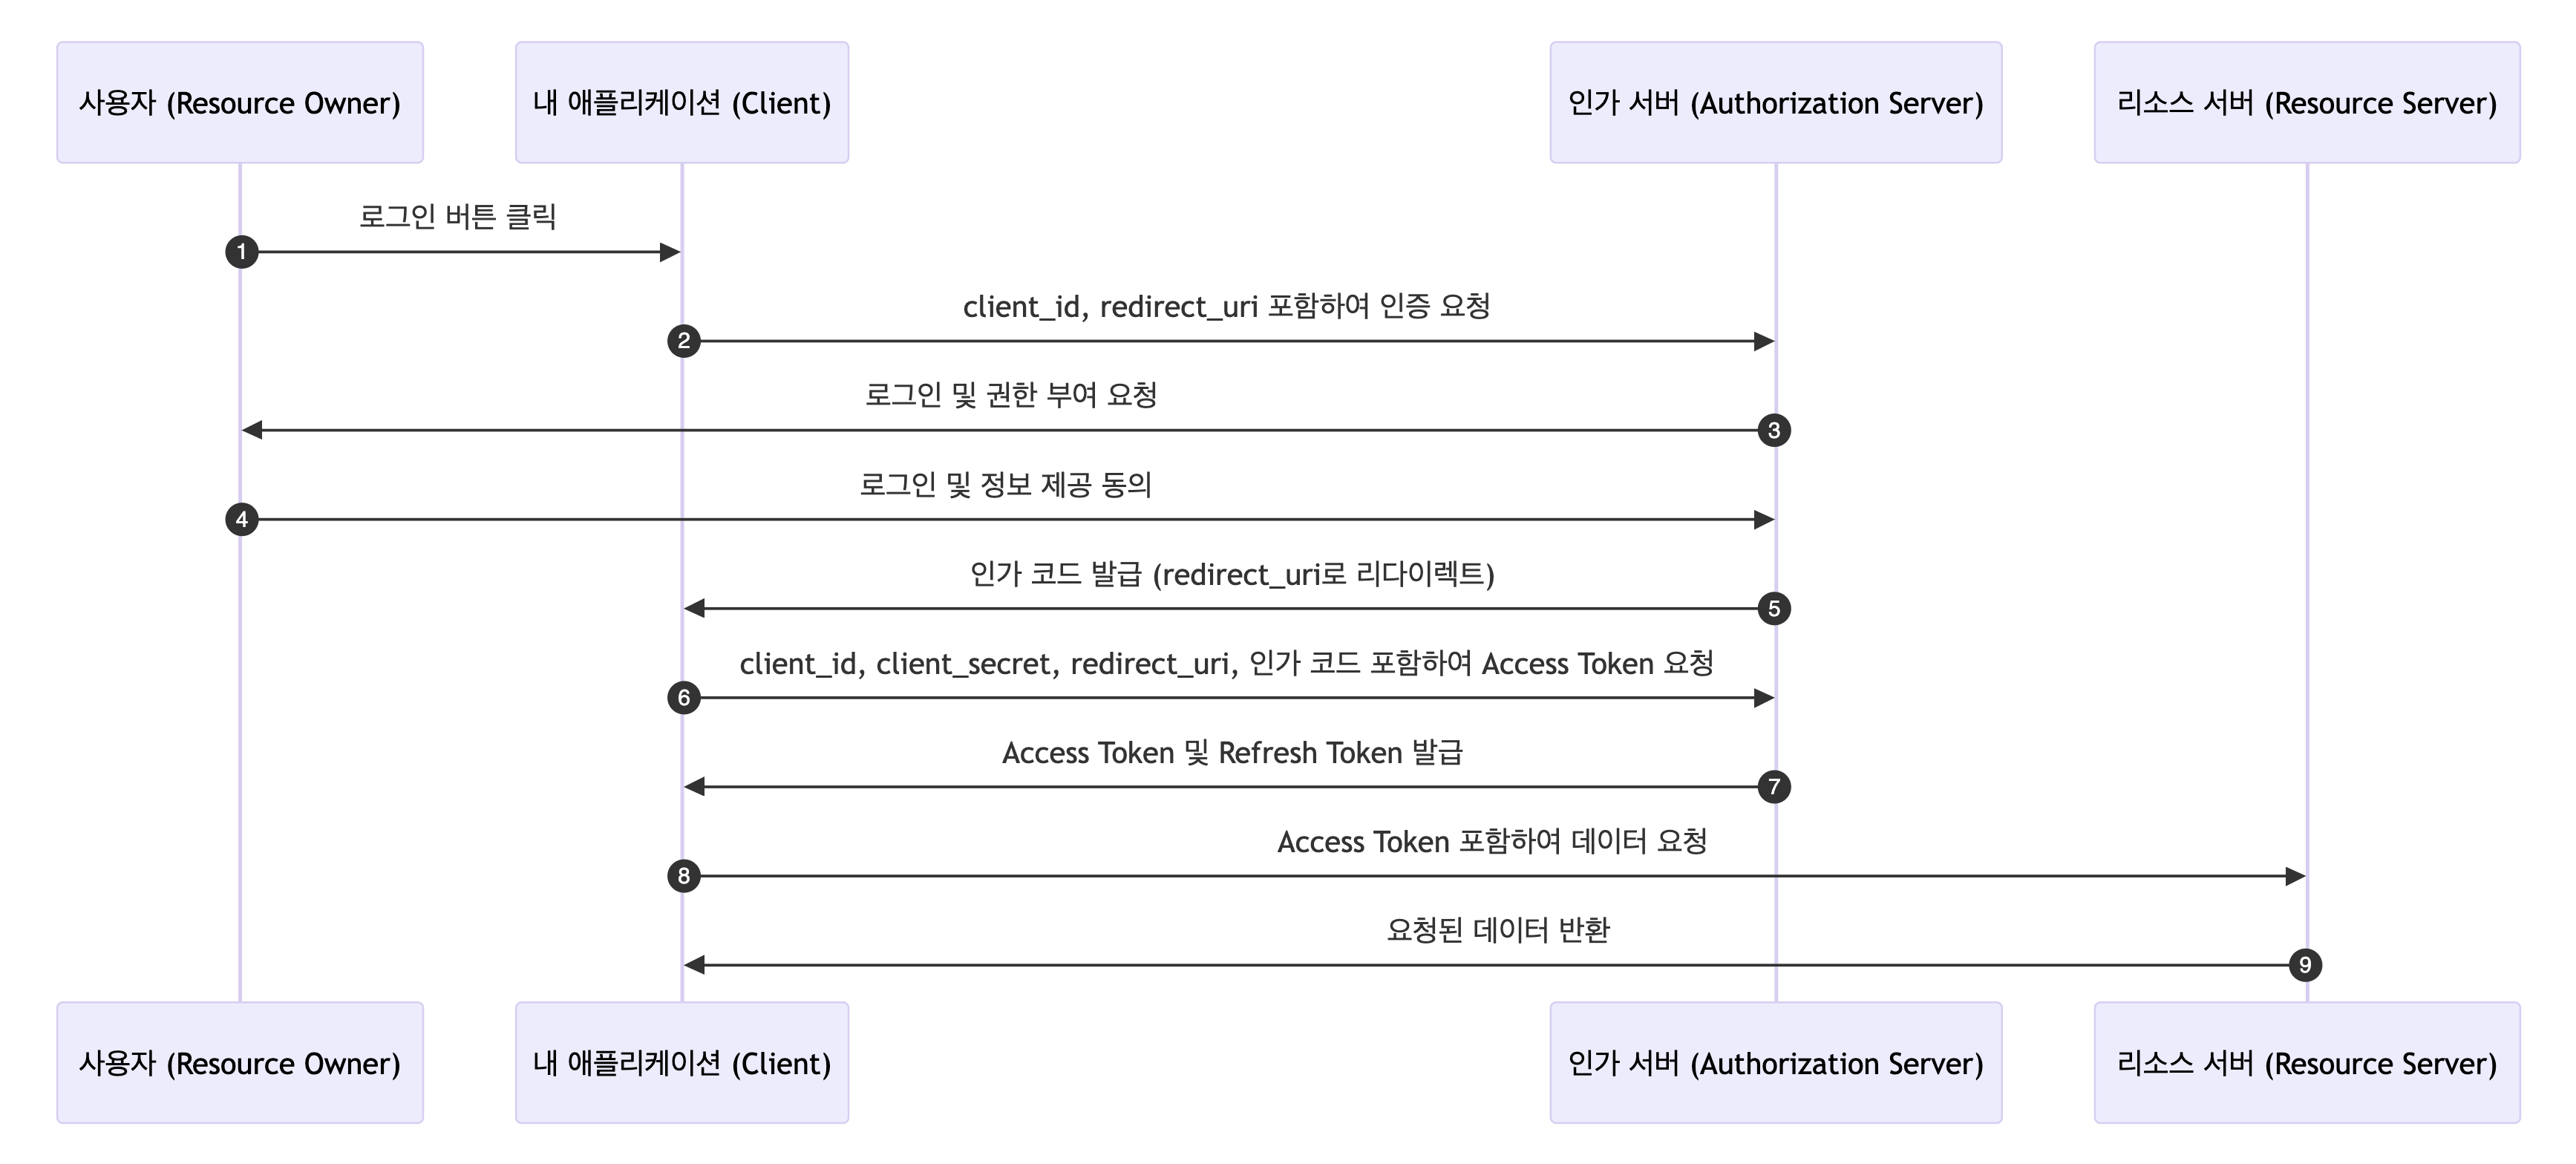 사용자 (Resource Owner)
내 애플리케이션 (Client)
인가 서버 (Authorization Server)
리소스 서버 (Resource Server)
로그인 버튼 클릭
1
client_id, redirect_uri 포함하여 인증 요청
2
로그인 및 권한 부여 요청
3
로그인 및 정보 제공 동의
4
인가 코드 발급 (redirect_uri로 리다이렉트)
5
client_id, client_secret, redirect_uri, 인가 코드 포함하여 Access Token 요청
6
Access Token 및 Refresh Token 발급
7
Access Token 포함하여 데이터 요청
8
요청된 데이터 반환
9
사용자 (Resource Owner)
내 애플리케이션 (Client)
인가 서버 (Authorization Server)
리소스 서버 (Resource Server)